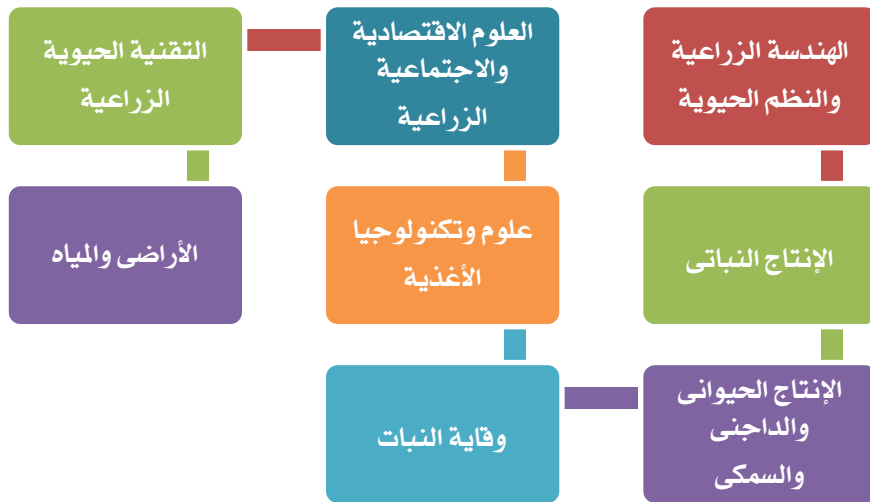 الهندسة الزراعية
والنظم الحيوية
الإنتاج النباتى
الإنتاج الحيوانى
والداجنى
والسمكى
وقاية النبات
علوم وتكنولوجيا
الأغذية
العلوم الاقتصادية
والاجتماعية
الزراعية
التقنية الحيوية
الزراعية
الأراضى والمياه